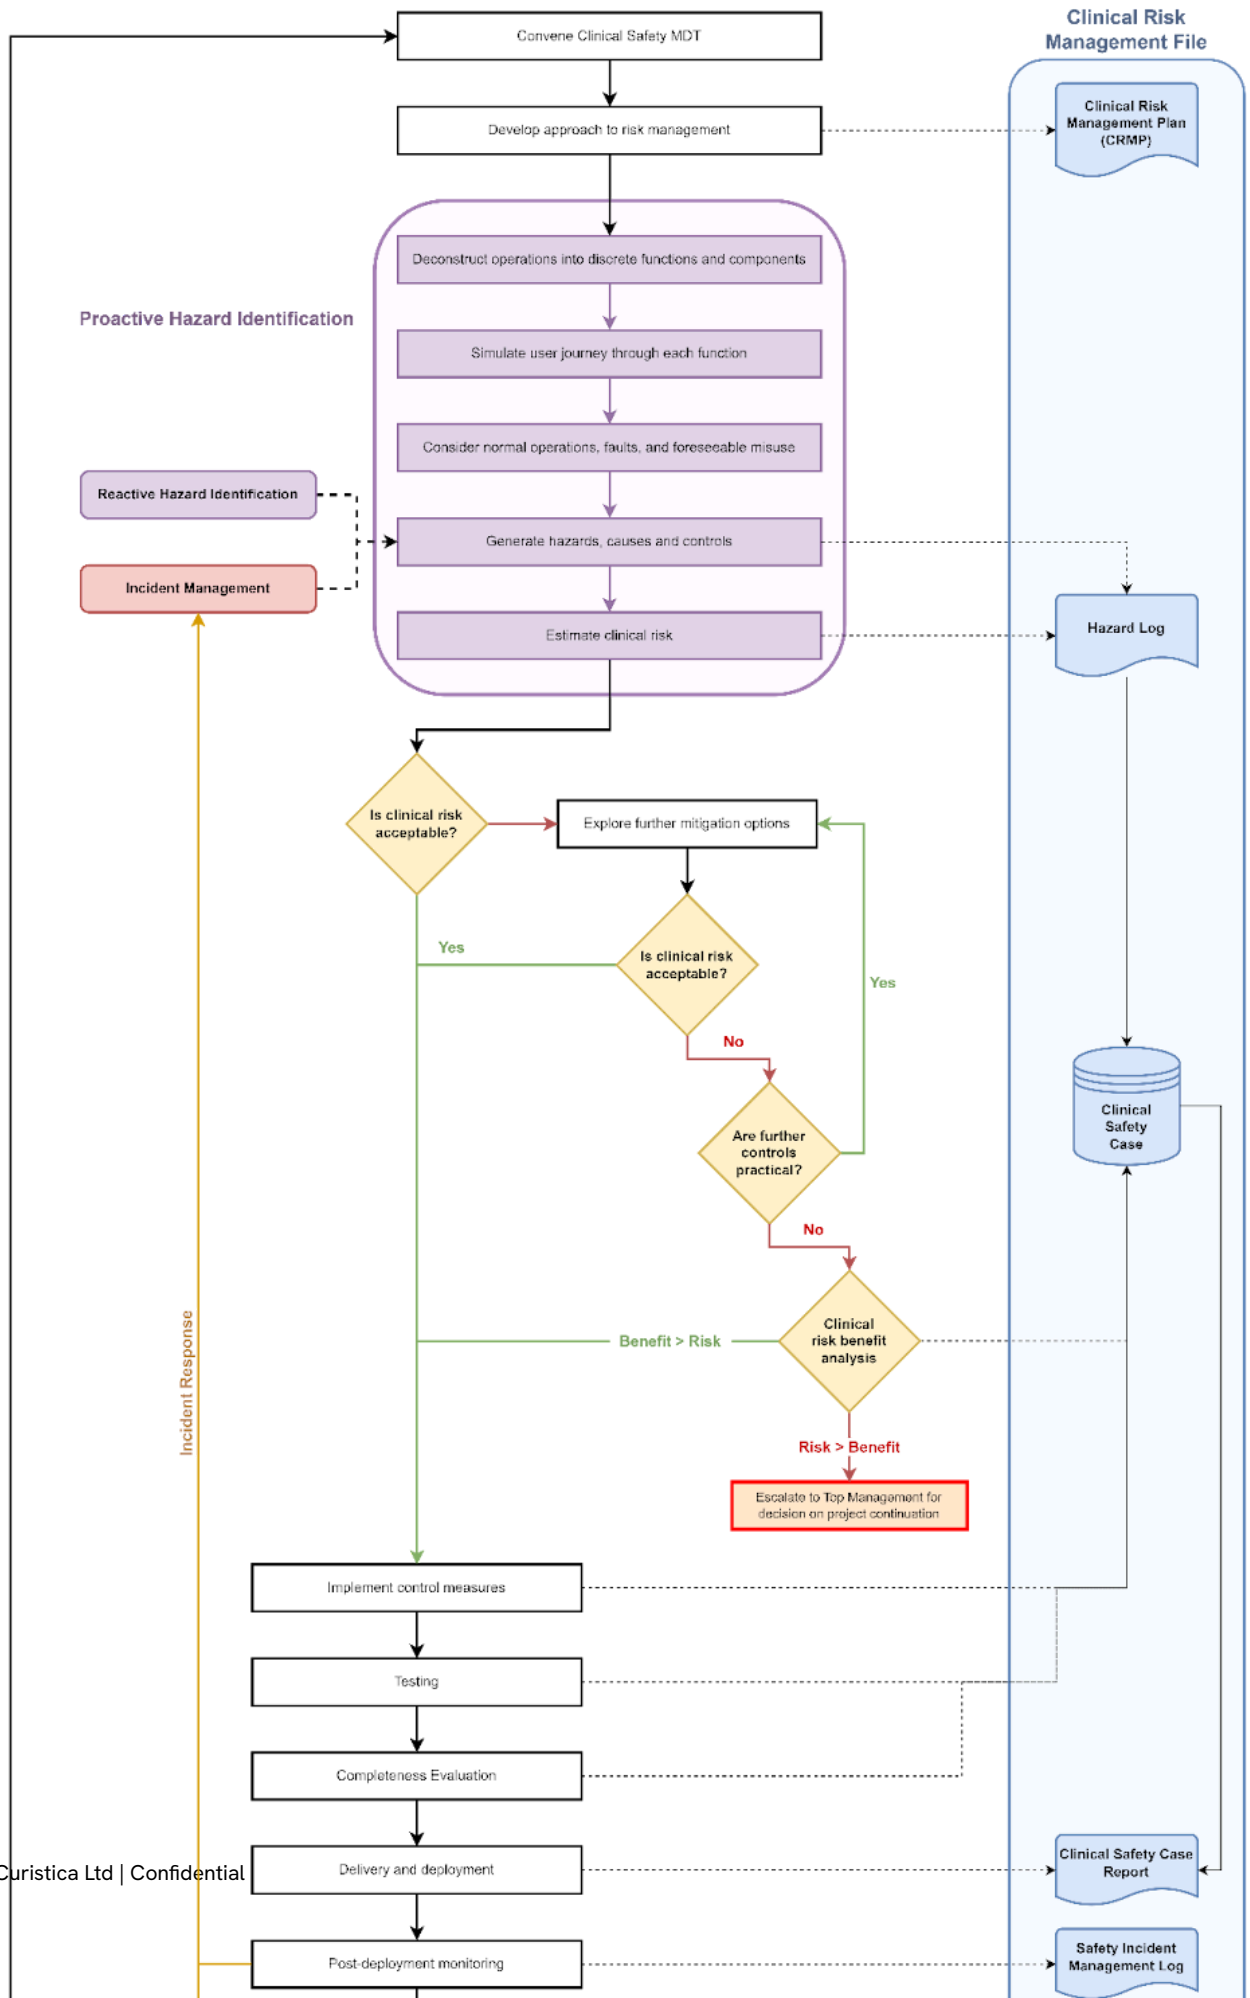 Clinical Risk
Management File
Convene Clinical Safety MDT
Clinical Risk
Management Plan
(CRMP)
Develop approach to risk management
Deconstruct operations into discrete functions and components
Proactive Hazard Identification
Simulate user journey through each function
Consider normal operations, faults, and foreseeable misuse
Reactive Hazard Identification
Generate hazards, causes and controls
Incident Management
Estimate clinical risk
Hazard Log
Is clinical risk
acceptable?
Explore further mitigation options
Yes
Is clinical risk
acceptable?
Yes
No
Clinical
Safety
Case
Are further
controls
practical?
No
Incident Response
Benefit > Risk
Clinical
risk benefit
analysis
Risk > Benefit
Escalate to Top Management for
decision on project continuation
Implement control measures
Testing
Completeness Evaluation
Curistica Ltd | Confidential
Delivery and deployment
Clinical Safety Case
Report
Post-deployment monitoring
Safety Incident
Management Log